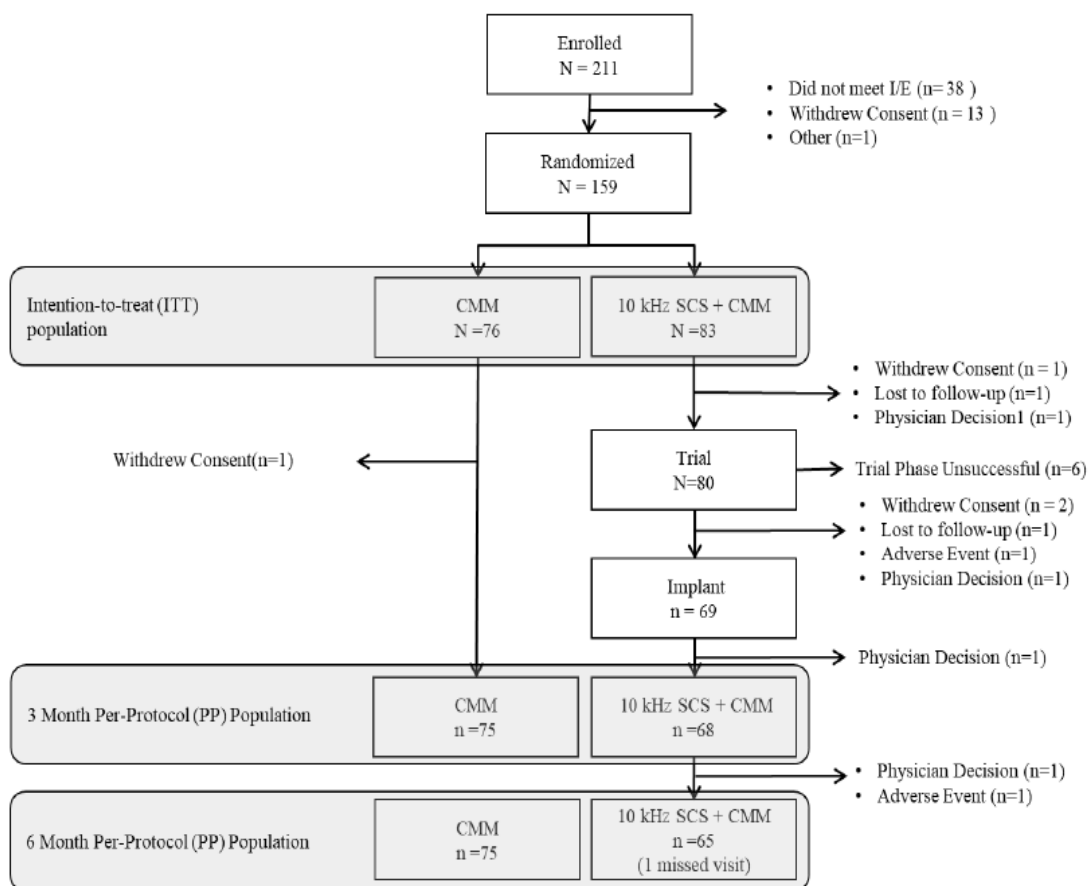 Enrolled
N = 211
• Did not meet I/E (n= 38 )
• Withdrew Consent (n = 13 )
• Other (n=1)
Randomized
N = 159
Intention-to-treat (ITT)
population
CMM
N =76
10 kHz SCS + CMM
N =83
• Withdrew Consent (n = 1)
• Lost to follow-up (n=1)
• Physician Decision1 (n=1)
Withdrew Consent(n=1)
Trial
N=80
Trial Phase Unsuccessful (n=6)
• Withdrew Consent (n = 2)
• Lost to follow-up (n=1)
• Adverse Event (n=1)
• Physician Decision (n=1)
Implant
n = 69
Physician Decision (n=1)
3 Month Per-Protocol (PP) Population
CMM
n =75
10 kHz SCS + CMM
n =68
• Physician Decision (n=1)
• Adverse Event (n=1)
6 Month Per-Protocol (PP) Population
CMM
n =75
10 kHz SCS + CMM
n =65
(1 missed visit)